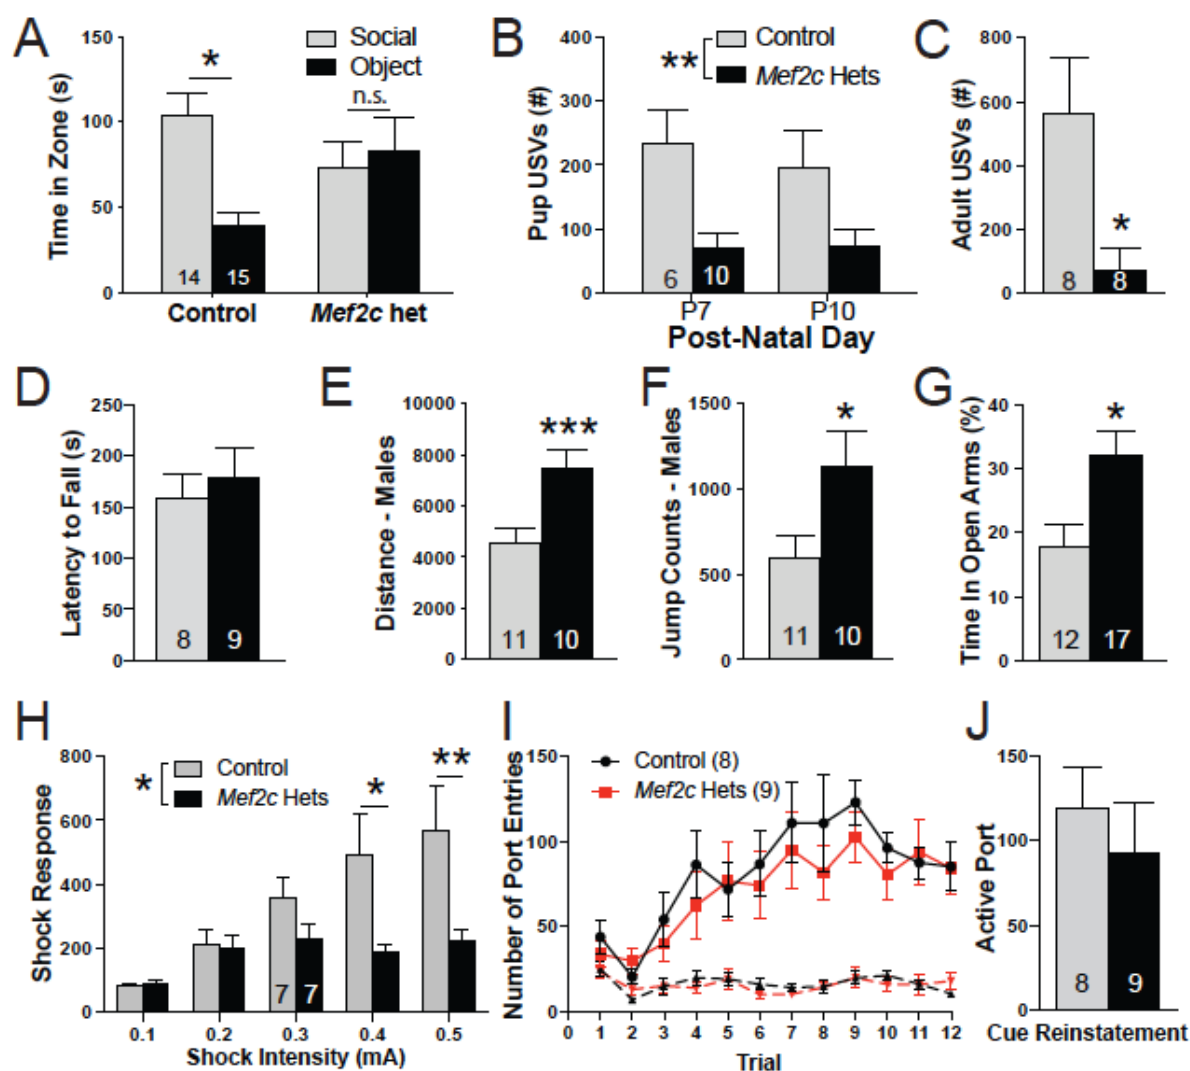 A
Time in Zone (s)
150
100
50
0
Social
Object
*
n.s.
14
15
Control
Mef2c het
B
Pup USVs (#)
400
300
200
100
0
**
Control
Mef2c Hets
6
10
P7
P10
Post-Natal Day
C
Adult USVs (#)
800
600
400
200
0
*
8
8
D
Latency to Fall (s)
250
200
150
100
50
0
8
9
E
Distance - Males
10000
8000
6000
4000
2000
0
***
11
10
F
Jump Counts - Males
1500
1000
500
0
*
11
10
G
Time In Open Arms (%)
40
30
20
10
0
*
12
17
H
Shock Response
800
600
400
200
0
*
Control
Mef2c Hets
*
**
7
7
0.1
0.2
0.3
0.4
0.5
Shock Intensity (mA)
I
Number of Port Entries
150
100
50
0
Control (8)
Mef2c Hets (9)
0
1
2
3
4
5
6
7
8
9
10
11
12
Trial
J
Active Port
150
100
50
0
8
9
Cue Reinstatement